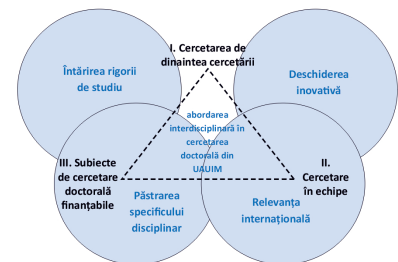 I. Cercetarea de
dinaintea cercetării
Întărirea rigorii
de studiu
Deschiderea
inovativă
abordarea
interdisciplinară în
cercetarea
doctorală din
UAUIM
III. Subiecte
de cercetare
doctorală
finanțabile
II.
Cercetare
în echipe
Păstrarea
specificului
disciplinar
Relevanța
internațională